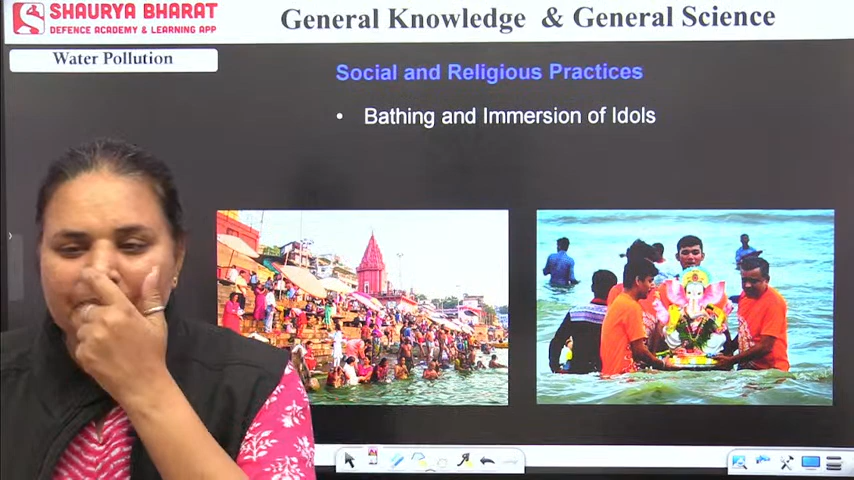 SHAURYA BHARAT
DEFENCE ACADEMY & LEARNING APP
General Knowledge & General Science
Water Pollution
Social and Religious Practices
• Bathing and Immersion of Idols